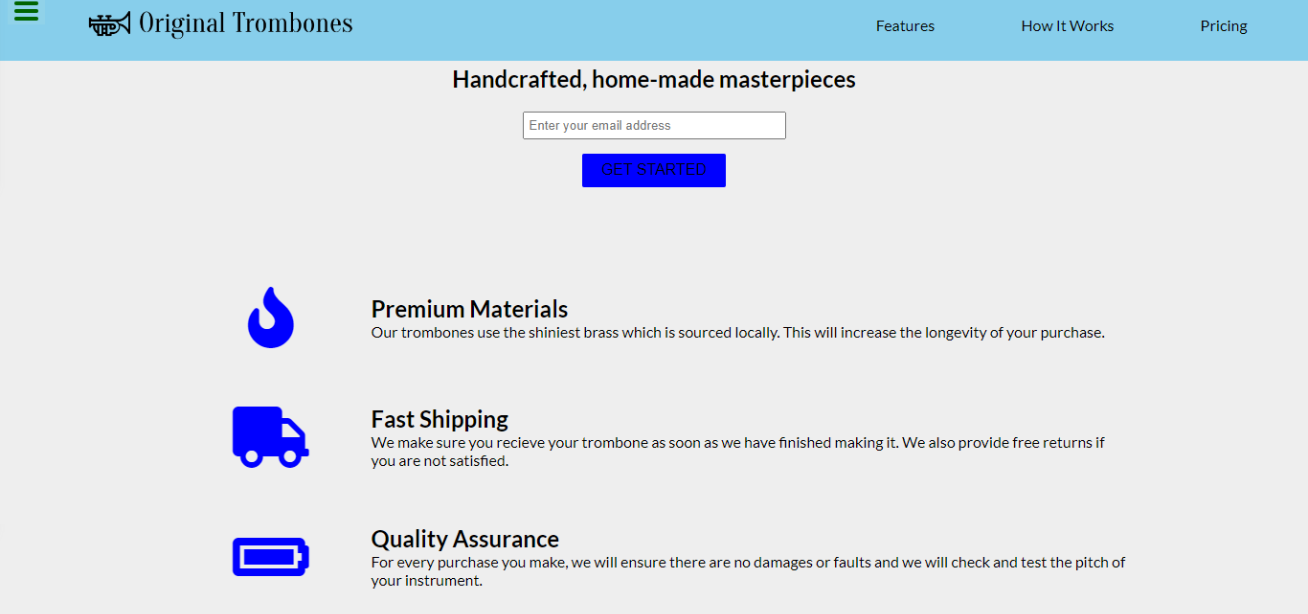 Original Trombones
Features
How It Works
Pricing
Handcrafted, home-made masterpieces
Enter your email address
GET STARTED
Premium Materials
Our trombones use the shiniest brass which is sourced locally. This will increase the longevity of your purchase.
Fast Shipping
We make sure you recieve your trombone as soon as we have finished making it. We also provide free returns if
you are not satisfied.
Quality Assurance
For every purchase you make, we will ensure there are no damages or faults and we will check and test the pitch of
your instrument.